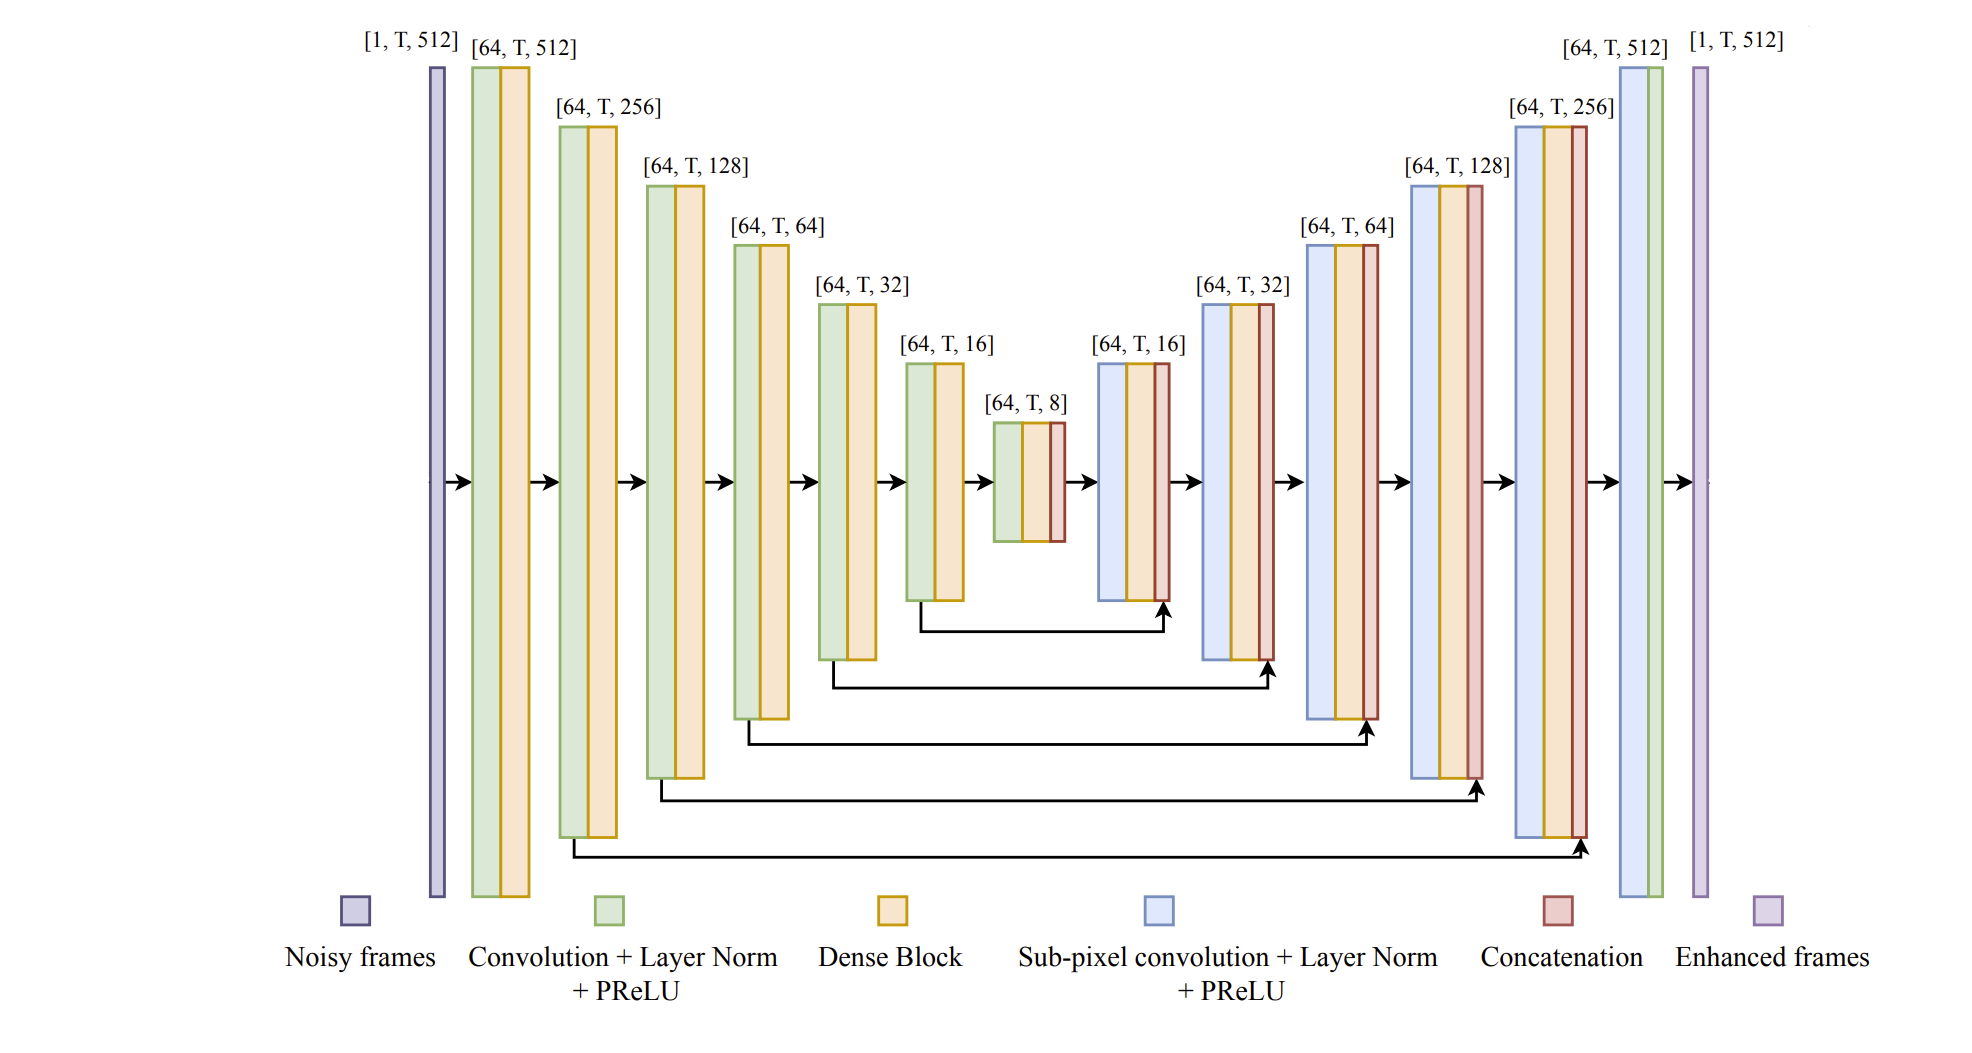 [1, T, 512]
[64, T, 512]
[64, T, 256]
[64, T, 128]
[64, T, 64]
[64, T, 32]
[64, T, 16]
[64, T, 8]
[64, T, 16]
[64, T, 32]
[64, T, 64]
[64, T, 128]
[64, T, 256]
[64, T, 512]
[1, T, 512]
Noisy frames
Convolution + Layer Norm
+ PReLU
Dense Block
Sub-pixel convolution + Layer Norm
+ PReLU
Concatenation
Enhanced frames